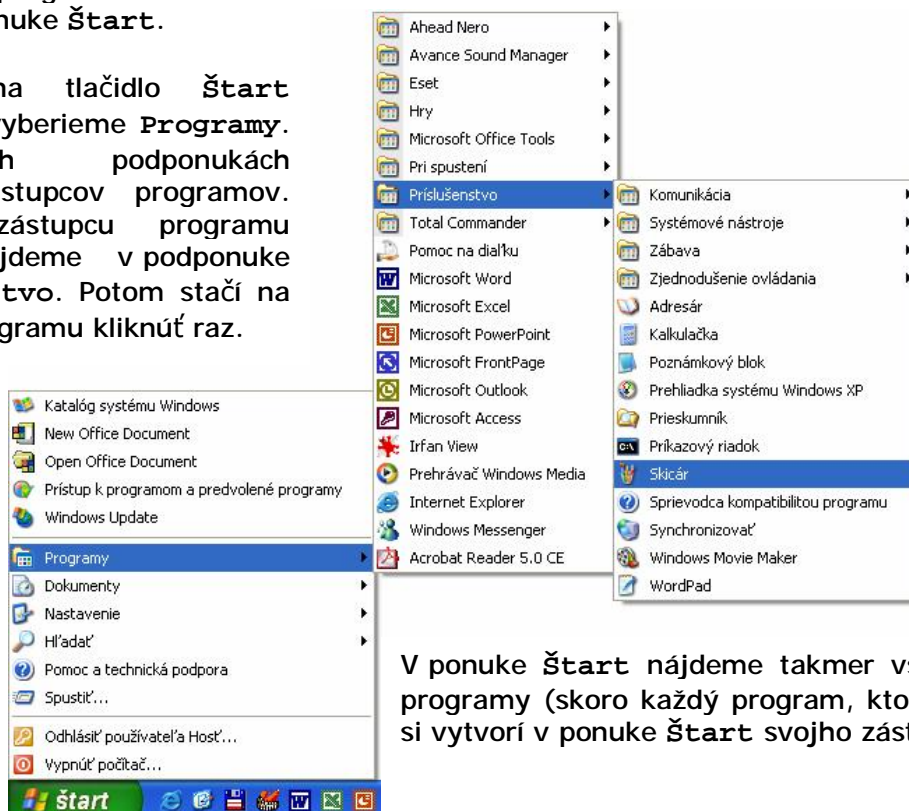 nuke Štart.
na tlačidlo Štart
vyberieme Programy.
h podponukách
stupcov programov.
zástupcu programu
jdeme v podponuke
tvo. Potom stačí na
gramu kliknúť raz.
Ahead Nero
Avance Sound Manager
Eset
Hry
Microsoft Office Tools
Pri spustení
Príslušenstvo
Total Commander
Pomoc na diaľku
Microsoft Word
Microsoft Excel
Microsoft PowerPoint
Microsoft FrontPage
Microsoft Outlook
Microsoft Access
Irfan View
Prehrávač Windows Media
Internet Explorer
Windows Messenger
Acrobat Reader 5.0 CE
Komunikácia
Systémové nástroje
Zábava
Zjednodušenie ovládania
Adresár
Kalkulačka
Poznámkový blok
Prehliadka systému Windows XP
Prieskumník
Príkazový riadok
Skicár
Sprievodca kompatibilitou programu
Synchronizovať
Windows Movie Maker
WordPad
Katalóg systému Windows
New Office Document
Open Office Document
Prístup k programom a predvolené programy
Windows Update
Programy
Dokumenty
Nastavenie
Hľadať
Pomoc a technická podpora
Spustiť...
Odhlásiť používateľa Hosť...
Vypnúť počítač...
štart
V ponuke Štart nájdeme takmer vs
programy (skoro každý program, kto
si vytvorí v ponuke Štart svojho zást